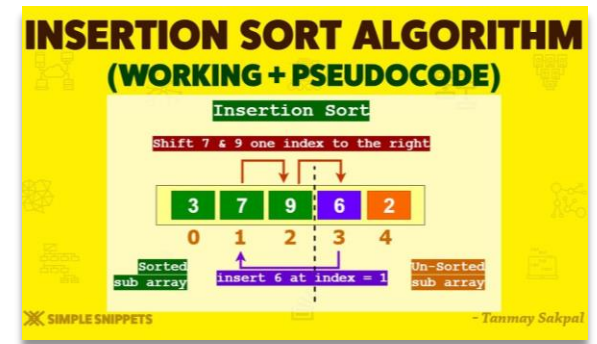 INSERTION SORT ALGORITHM
(WORKING + PSEUDOCODE)
Insertion Sort
Shift 7 & 9 one index to the right
3 7 9 6 2
0 1 2 3 4
Sorted
sub array
insert 6 at index = 1
Un-Sorted
sub array
SIMPLE SNIPPETS
- Tanmay Sakpal